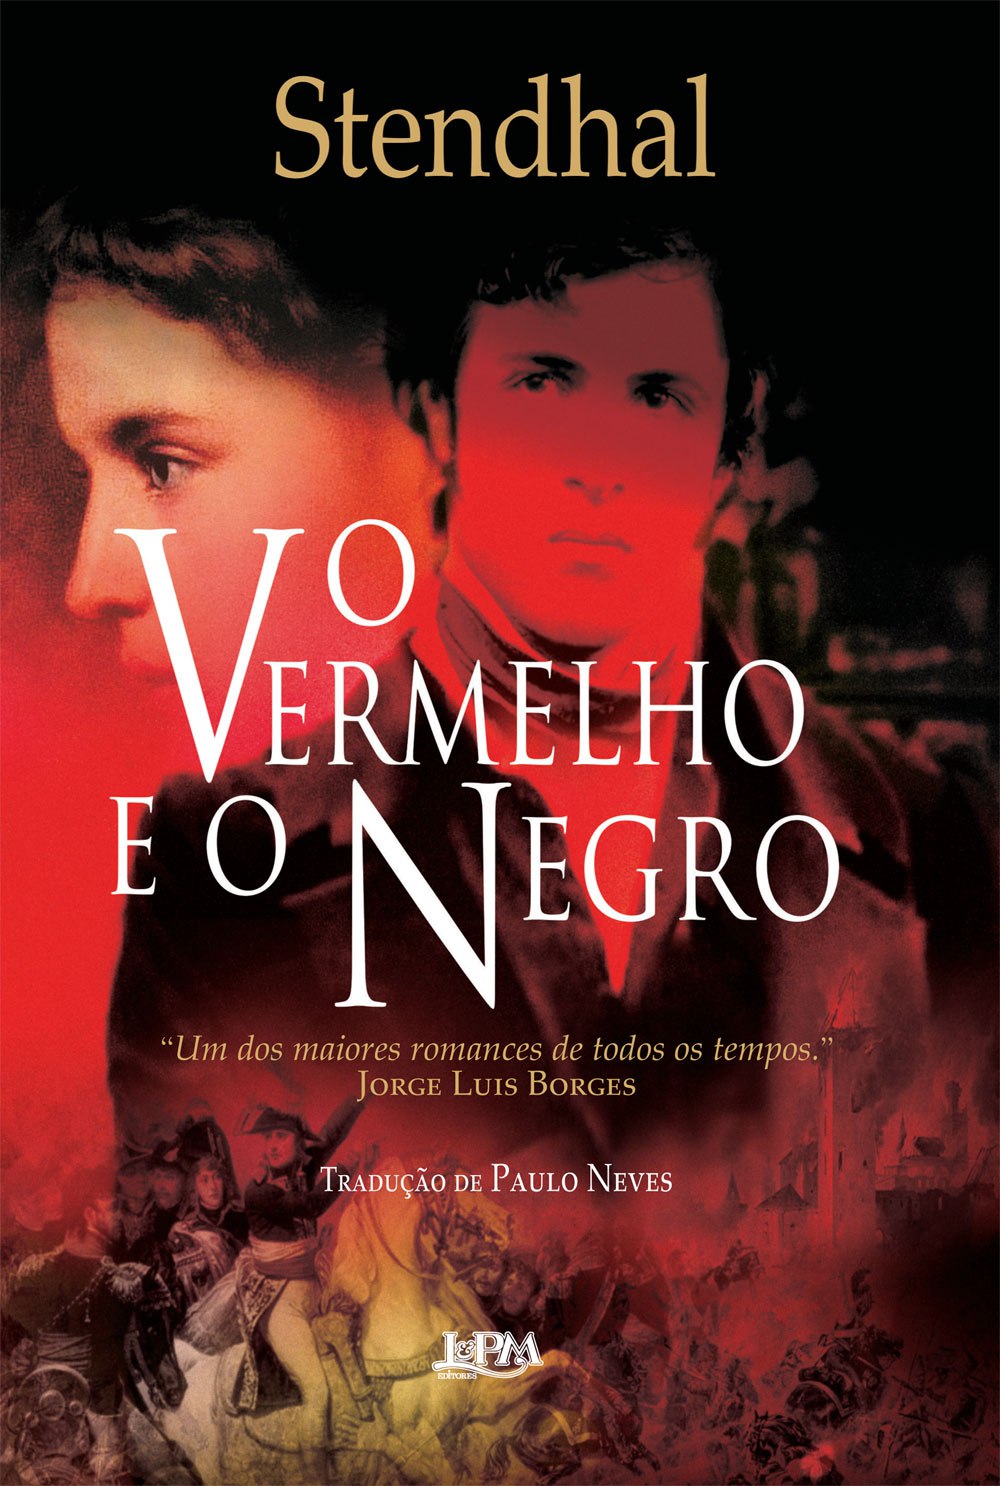 Stendhal
O
VERMELHO
E O NEGRO
“Um dos maiores romances de todos os tempos.”
JORGE LUIS BORGES
TRADUÇÃO DE PAULO NEVES
L&PM
EDITORES